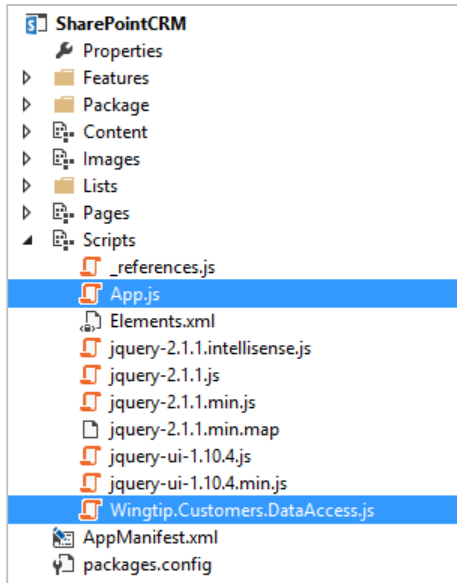 SharePointCRM
Properties
Features
Package
Content
Images
Lists
Pages
Scripts
_references.js
App.js
Elements.xml
jquery-2.1.1.intellisense.js
jquery-2.1.1.js
jquery-2.1.1.min.js
jquery-2.1.1.min.map
jquery-ui-1.10.4.js
jquery-ui-1.10.4.min.js
Wingtip.Customers.DataAccess.js
AppManifest.xml
packages.config